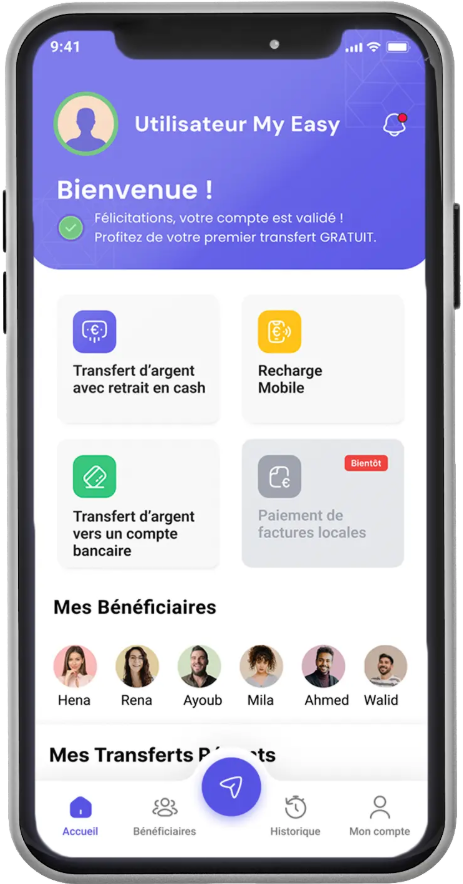 9:41
Utilisateur My Easy
Bienvenue !
Félicitations, votre compte est validé !
Profitez de votre premier transfert GRATUIT.
Transfert d'argent
avec retrait en cash
Recharge
Mobile
Transfert d'argent
vers un compte
bancaire
Bientôt
Paiement de
factures locales
Mes Bénéficiaires
Hena
Rena
Ayoub
Mila
Ahmed
Walid
Mes Transferts
Accueil
Bénéficiaires
Historique
Mon compte